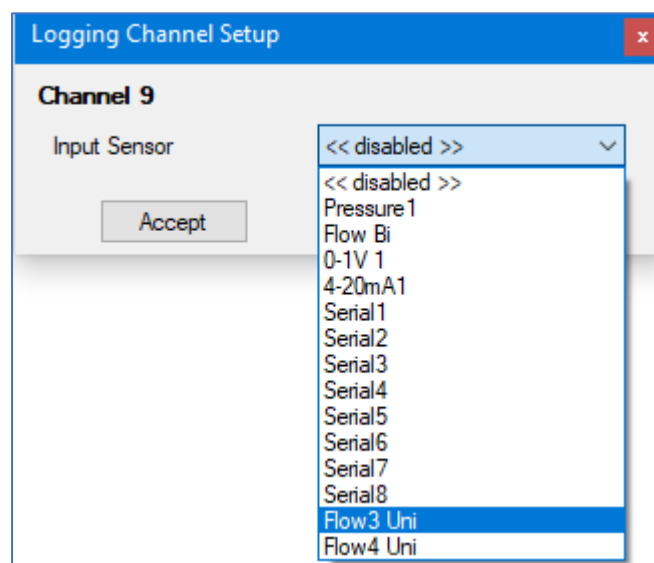 Logging Channel Setup
x
Channel 9
Input Sensor
<< disabled >>
<< disabled >>
Pressure1
Flow Bi
0-1V 1
4-20mA1
Serial1
Serial2
Serial3
Serial4
Serial5
Serial6
Serial7
Serial8
Flow3 Uni
Flow4 Uni
Accept